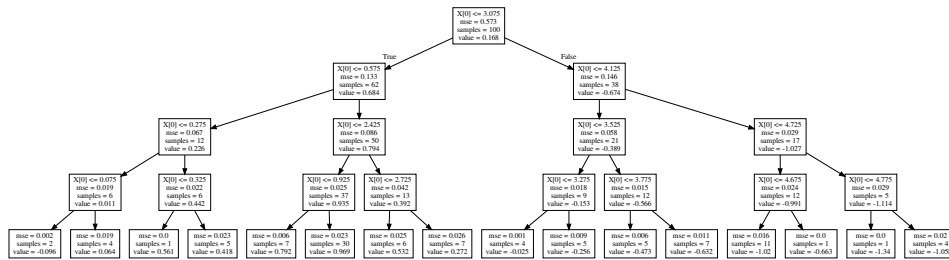 X[0] <= 3.075
mse = 0.573
samples = 100
value = 0.168
True
False
X[0] <= 0.575
mse = 0.133
samples = 62
value = 0.684
X[0] <= 4.125
mse = 0.146
samples = 38
value = -0.674
X[0] <= 0.275
mse = 0.067
samples = 12
value = 0.226
X[0] <= 2.425
mse = 0.086
samples = 50
value = 0.794
X[0] <= 3.525
mse = 0.058
samples = 21
value = -0.389
X[0] <= 4.725
mse = 0.029
samples = 17
value = -1.027
X[0] <= 0.075
mse = 0.019
samples = 6
value = 0.011
X[0] <= 0.325
mse = 0.022
samples = 6
value = 0.442
X[0] <= 0.925
mse = 0.025
samples = 37
value = 0.935
X[0] <= 2.725
mse = 0.042
samples = 13
value = 0.392
X[0] <= 3.275
mse = 0.018
samples = 9
value = -0.153
X[0] <= 3.775
mse = 0.015
samples = 12
value = -0.566
X[0] <= 4.675
mse = 0.024
samples = 12
value = -0.991
X[0] <= 4.775
mse = 0.029
samples = 5
value = -1.114
mse = 0.002
samples = 2
value = -0.096
mse = 0.019
samples = 4
value = 0.064
mse = 0.0
samples = 1
value = 0.561
mse = 0.023
samples = 5
value = 0.418
mse = 0.006
samples = 7
value = 0.792
mse = 0.023
samples = 30
value = 0.969
mse = 0.025
samples = 6
value = 0.532
mse = 0.026
samples = 7
value = 0.272
mse = 0.001
samples = 4
value = -0.025
mse = 0.009
samples = 5
value = -0.256
mse = 0.006
samples = 5
value = -0.473
mse = 0.011
samples = 7
value = -0.632
mse = 0.016
samples = 11
value = -1.02
mse = 0.0
samples = 1
value = -0.663
mse = 0.0
samples = 1
value = -1.34
mse = 0.02
samples = 4
value = -1.05